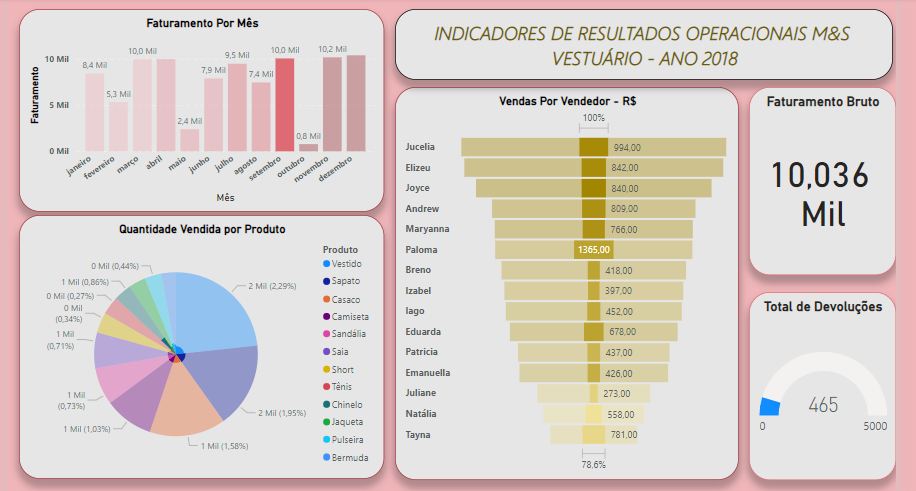 Faturamento Por Mês
Faturamento
10 Mil
5 Mil
0 Mil
8,4 Mil
5,3 Mil
10,0 Mil
2,4 Mil
7,9 Mil
9,5 Mil
7,4 Mil
10,0 Mil
0,8 Mil
10,2 Mil
janeiro
fevereiro
março
abril
maio
junho
julho
agosto
setembro
outubro
novembro
dezembro
Mês
INDICADORES DE RESULTADOS OPERACIONAIS M&S
VESTUÁRIO - ANO 2018
Quantidade Vendida por Produto
0 Mil (0,44%)
1 Mil (0,86%)
0 Mil (0,27%)
0 Mil
(0,34%)
1 Mil
(0,71%)
1 Mil
(0,73%)
1 Mil (1,03%)
1 Mil (1,58%)
2 Mil (1,95%)
2 Mil (2,29%)
Produto
Vestido
Sapato
Casaco
Camiseta
Sandália
Saia
Short
Tênis
Chinelo
Jaqueta
Pulseira
Bermuda
Vendas Por Vendedor - R$
100%
Jucelia 994,00
Elizeu 842,00
Joyce 840,00
Andrew 809,00
Maryanna 766,00
Paloma 1365,00
Breno 418,00
Izabel 397,00
Iago 452,00
Eduarda 678,00
Patricia 437,00
Emanuella 426,00
Juliane 273,00
Natália 558,00
Tayna 781,00
78,6%
Faturamento Bruto
10,036
Mil
Total de Devoluções
465
0 5000